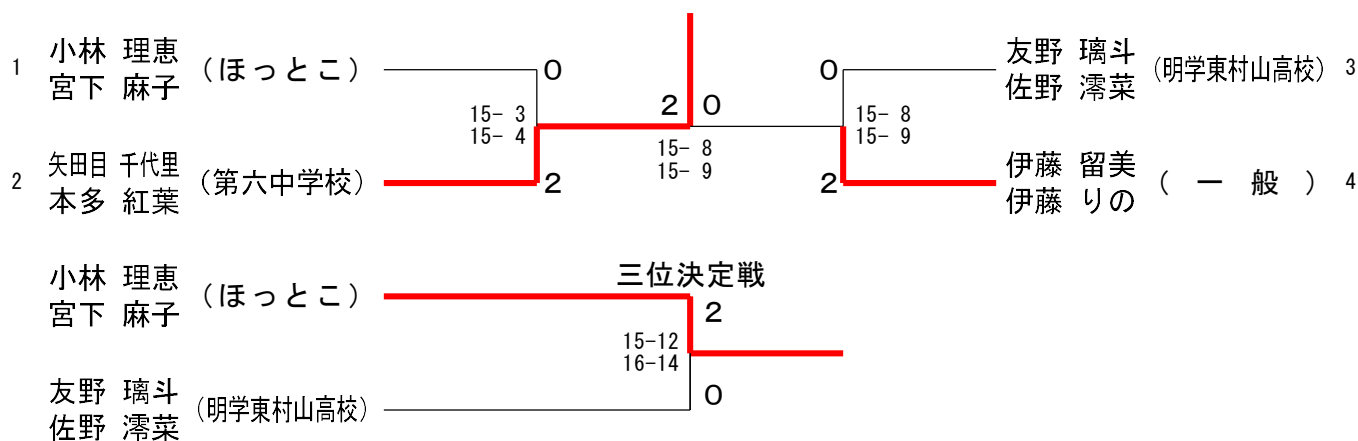 1 小林 理恵
宮下 麻子
(ほっとこ)
0
15- 3
15- 4
2 矢田目 千代里
本多 紅葉
(第六中学校)
2
2 0
15- 8
15- 9
0
15- 8
15- 9
2
友野 璃斗
佐野 澪菜
(明学東村山高校) 3
伊藤 留美
伊藤 りの
( 一 般 ) 4
三位決定戦
小林 理恵
宮下 麻子
(ほっとこ)
2
15-12
16-14
0
友野 璃斗
佐野 澪菜
(明学東村山高校)